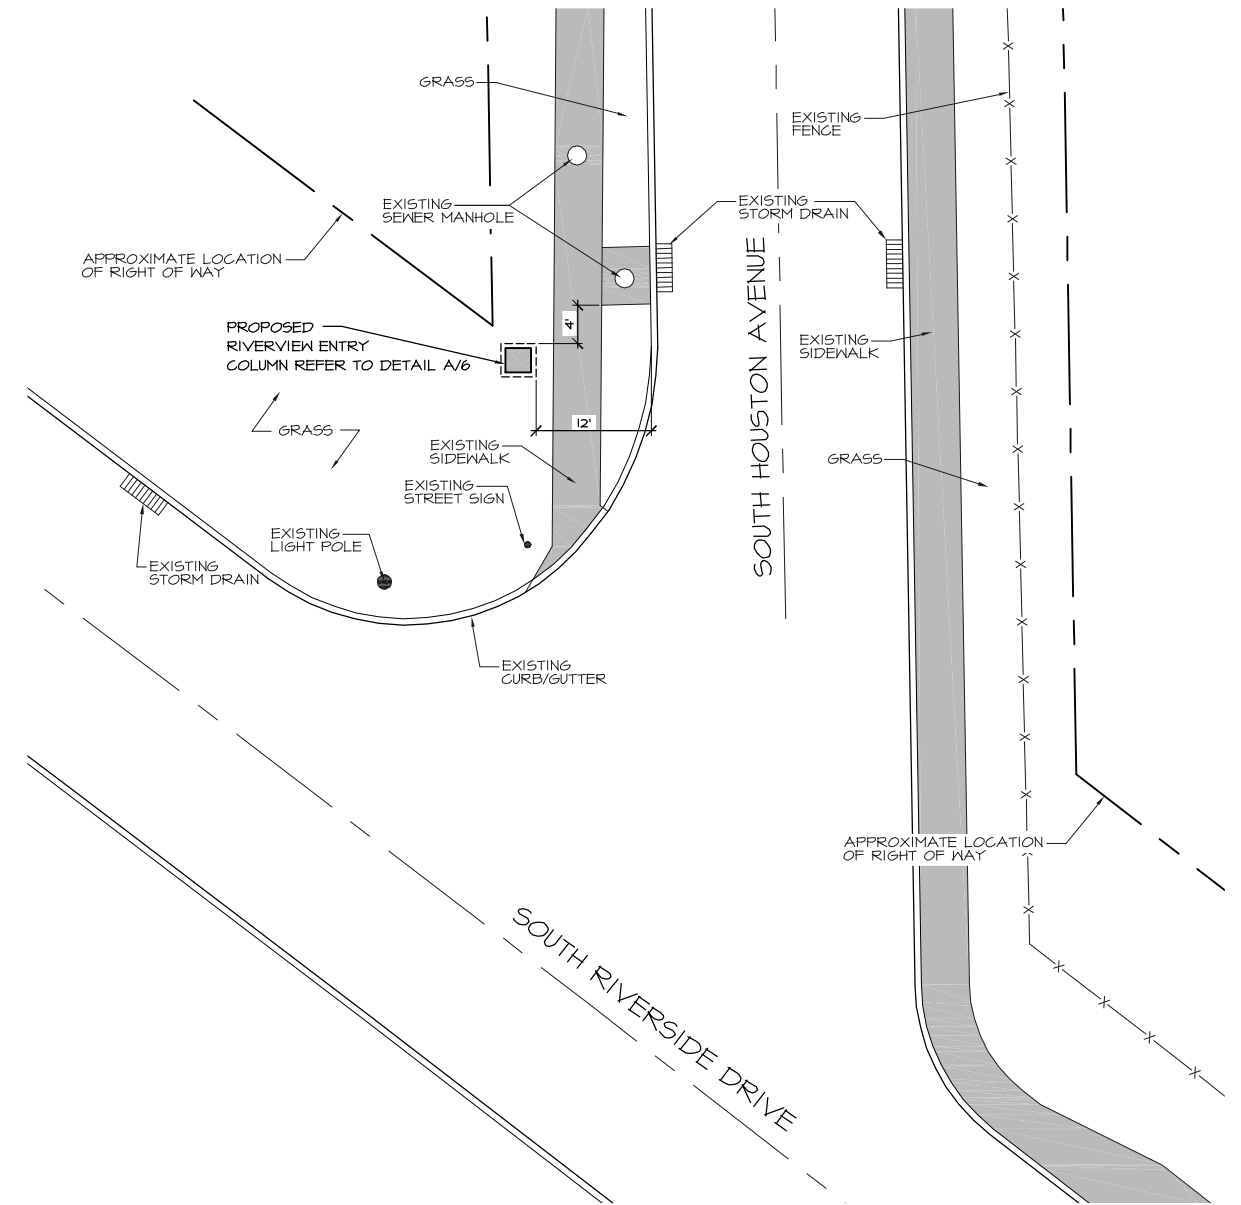 GRASS
EXISTING
FENCE
EXISTING
SEWER MANHOLE
EXISTING
STORM DRAIN
APPROXIMATE LOCATION
OF RIGHT OF WAY
SOUTH HOUSTON AVENUE
PROPOSED
RIVERVIEW ENTRY
COLUMN REFER TO DETAIL A/6
4'
EXISTING
SIDEWALK
GRASS
12'
EXISTING
SIDEWALK
GRASS
EXISTING
STREET SIGN
EXISTING
LIGHT POLE
EXISTING
STORM DRAIN
EXISTING
CURB/GUTTER
APPROXIMATE LOCATION
OF RIGHT OF WAY
SOUTH RIVERSIDE DRIVE